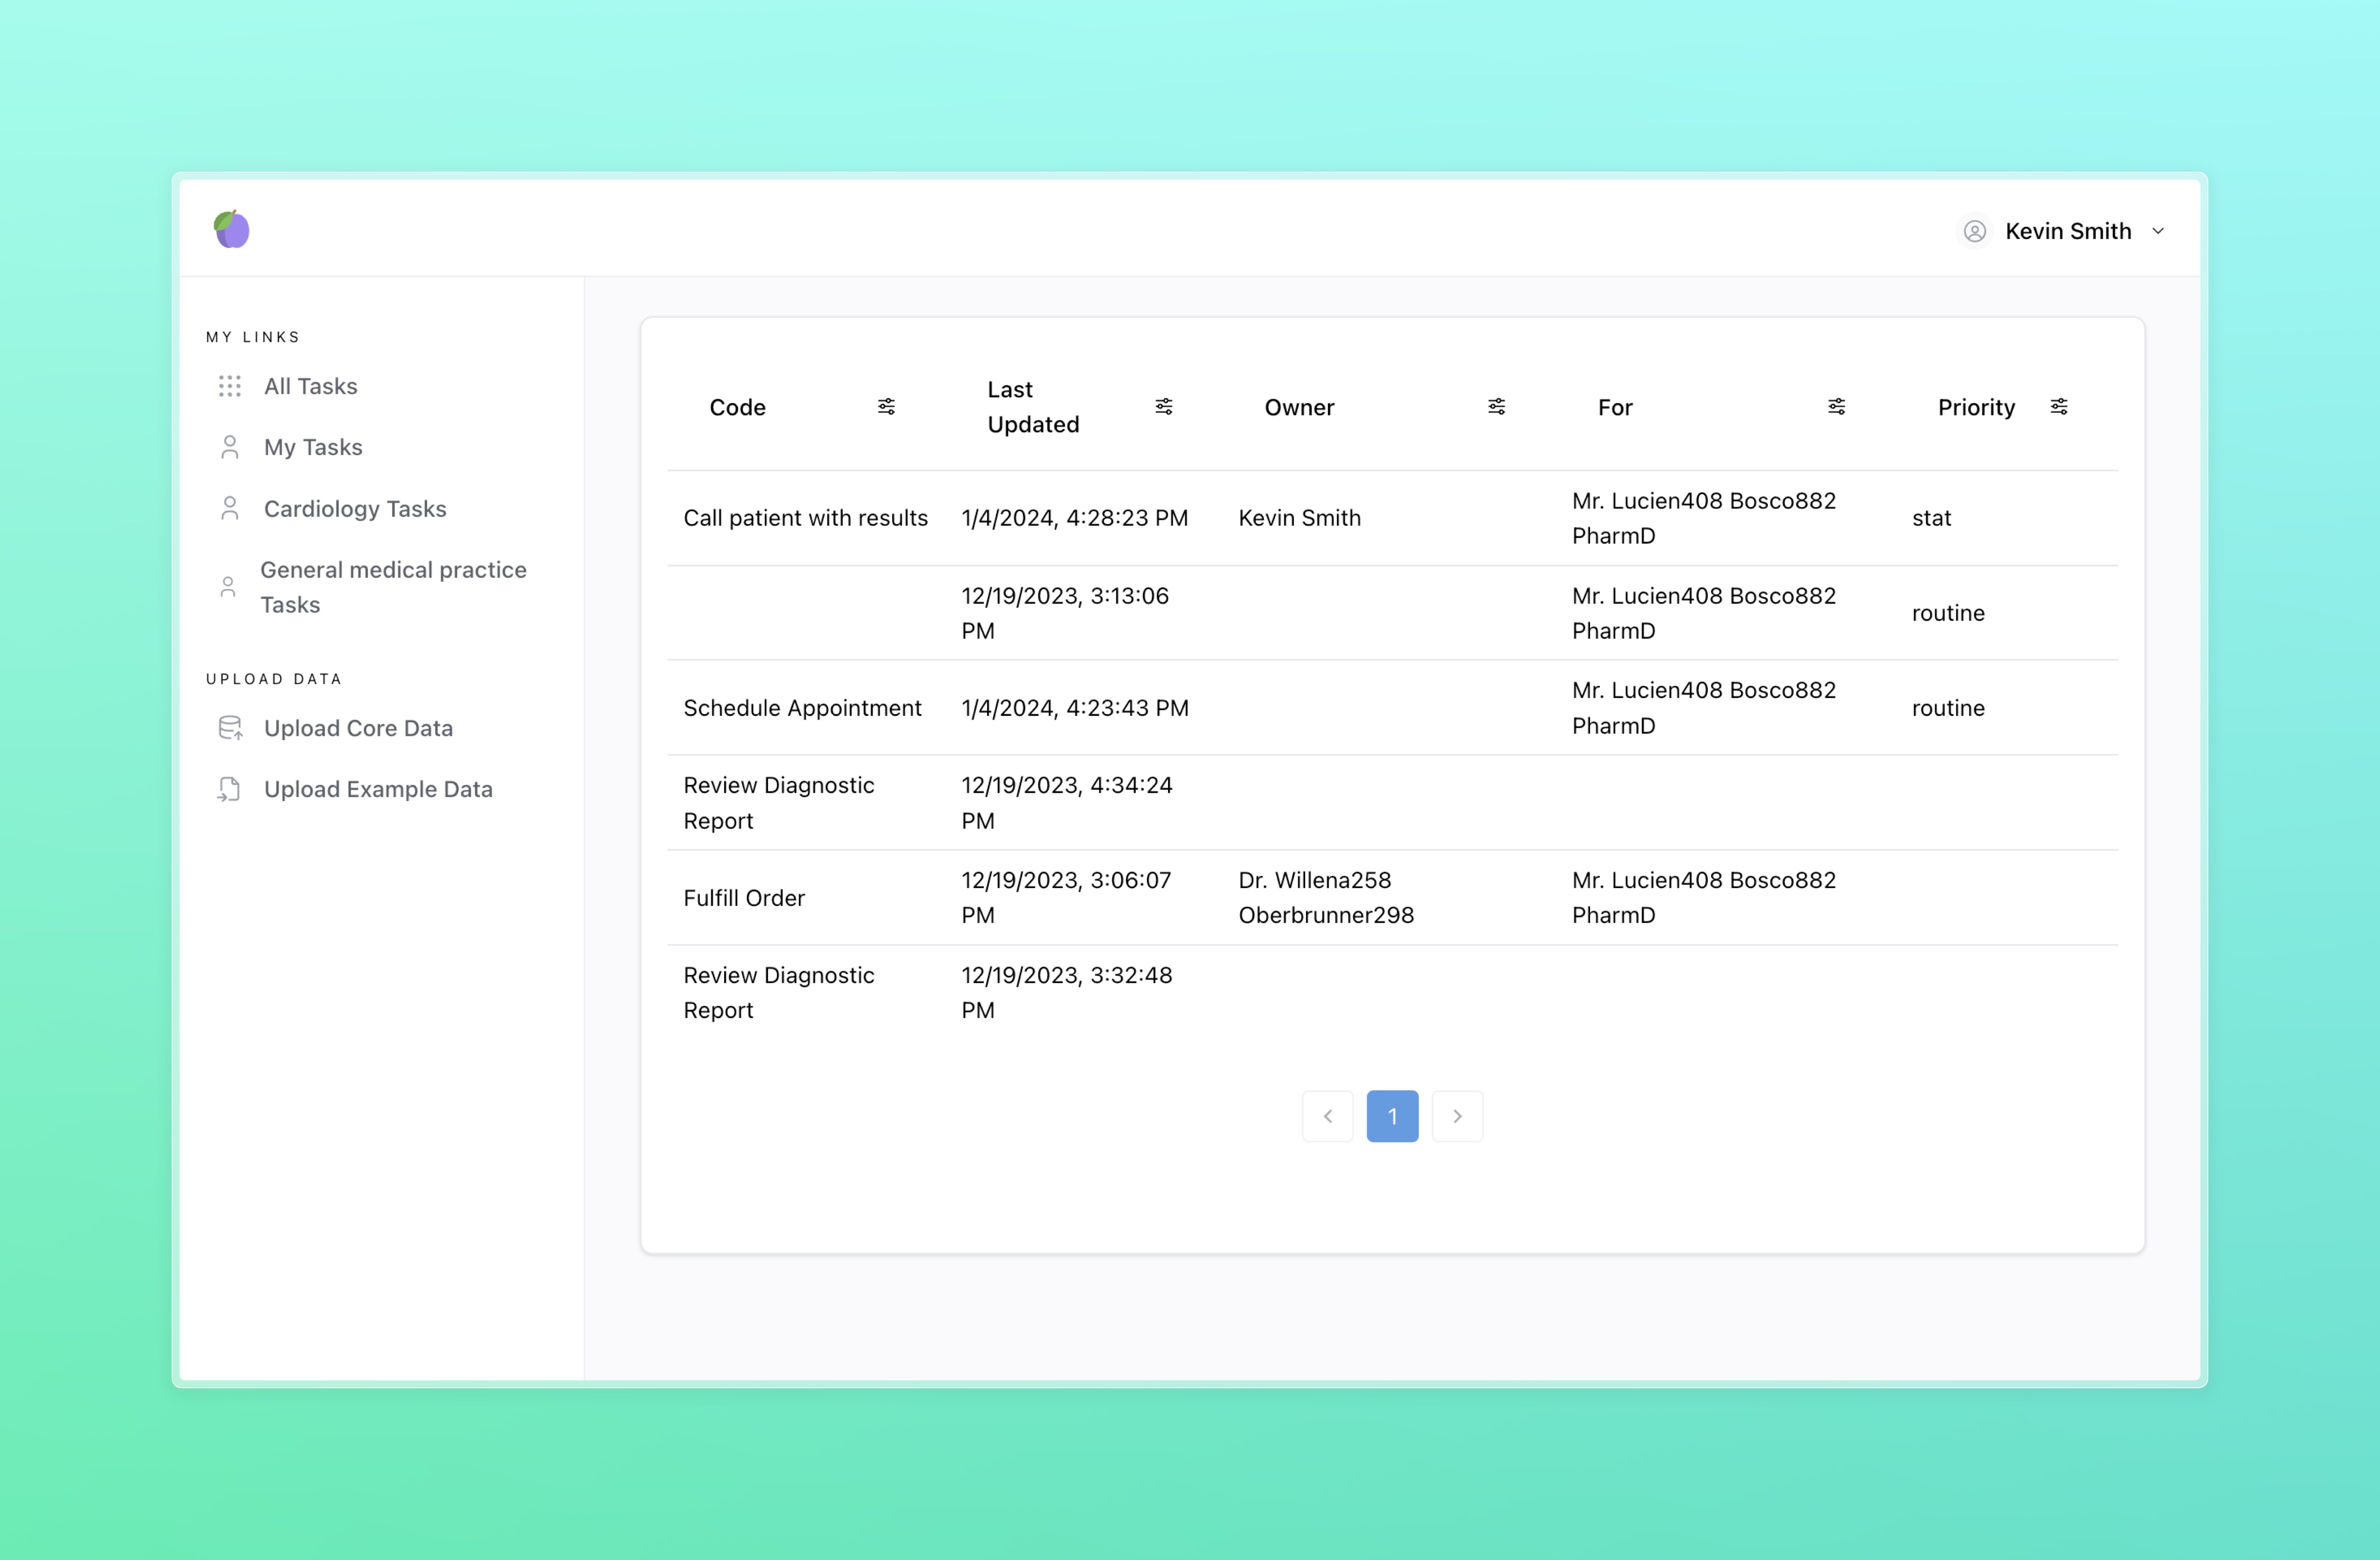 Kevin Smith
MY LINKS
All Tasks
My Tasks
Cardiology Tasks
General medical practice
Tasks
UPLOAD DATA
Upload Core Data
Upload Example Data
Code
Last
Updated
Owner
For
Priority
Call patient with results
1/4/2024, 4:28:23 PM
Kevin Smith
Mr. Lucien408 Bosco882
PharmD
stat
12/19/2023, 3:13:06
PM
Mr. Lucien408 Bosco882
PharmD
routine
Schedule Appointment
1/4/2024, 4:23:43 PM
Mr. Lucien408 Bosco882
PharmD
routine
Review Diagnostic
Report
12/19/2023, 4:34:24
PM
Fulfill Order
12/19/2023, 3:06:07
PM
Dr. Willena258
Oberbrunner298
Mr. Lucien408 Bosco882
PharmD
Review Diagnostic
Report
12/19/2023, 3:32:48
PM
1